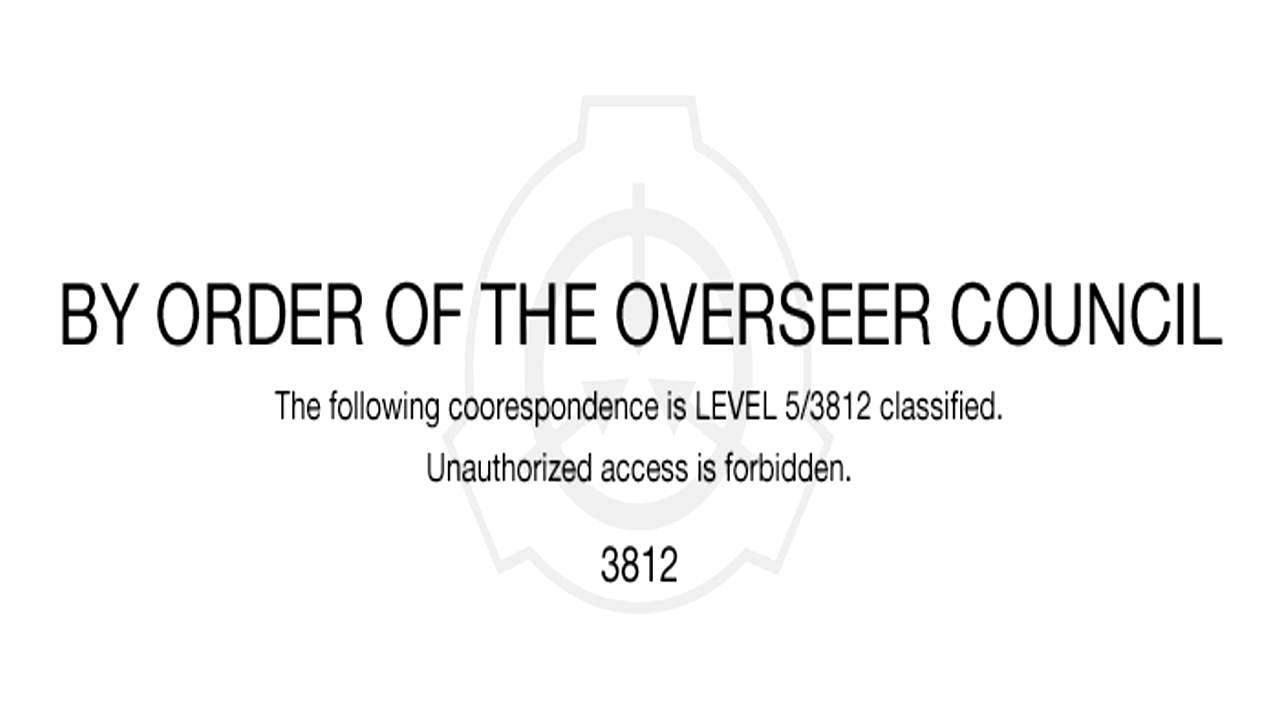 BY ORDER OF THE OVERSEER COUNCIL
The following coorespondence is LEVEL 5/3812 classified.
Unauthorized access is forbidden.
3812